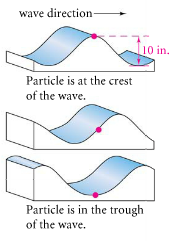 wave direction
10 in.
Particle is at the crest
of the wave.
Particle is in the trough
of the wave.